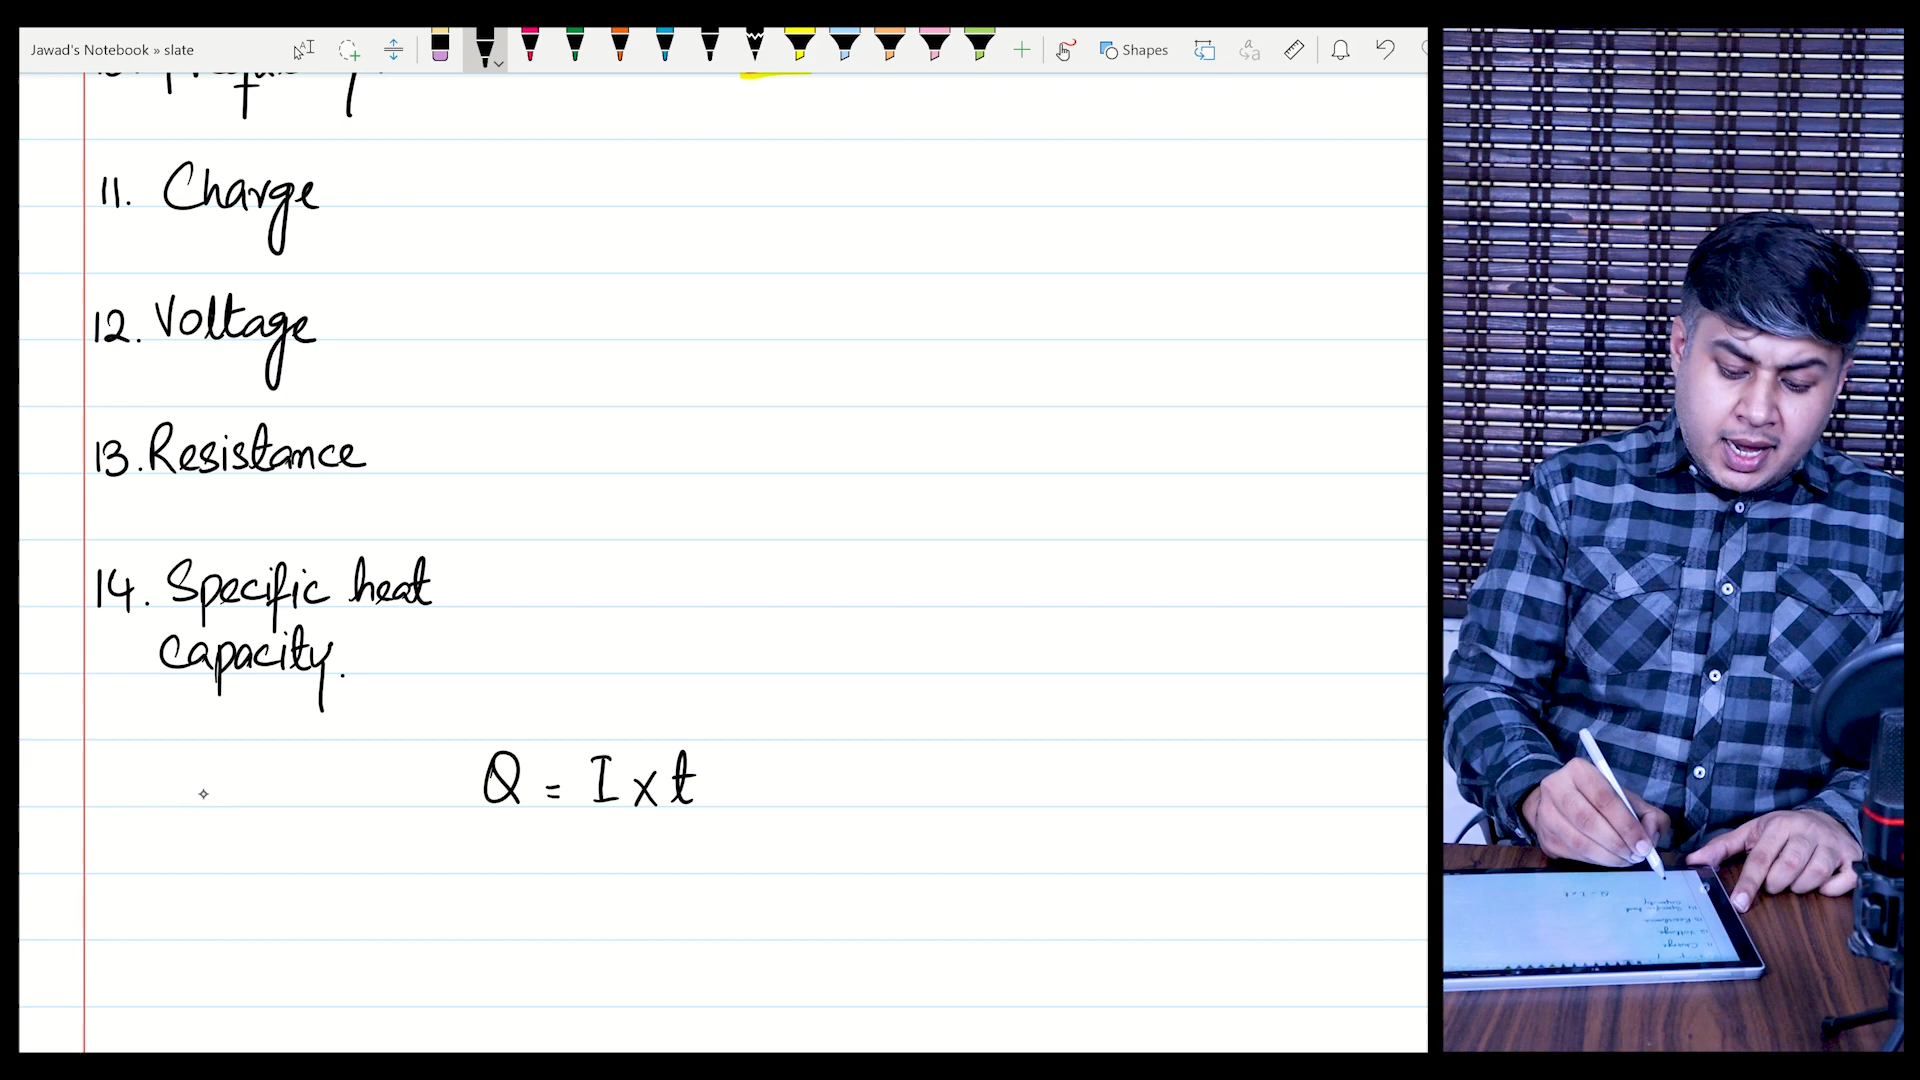 Jawad's Notebook » slate
Shapes
11. Charge
12. Voltage
13. Resistance
14. Specific heat
capacity.
Q = I x t